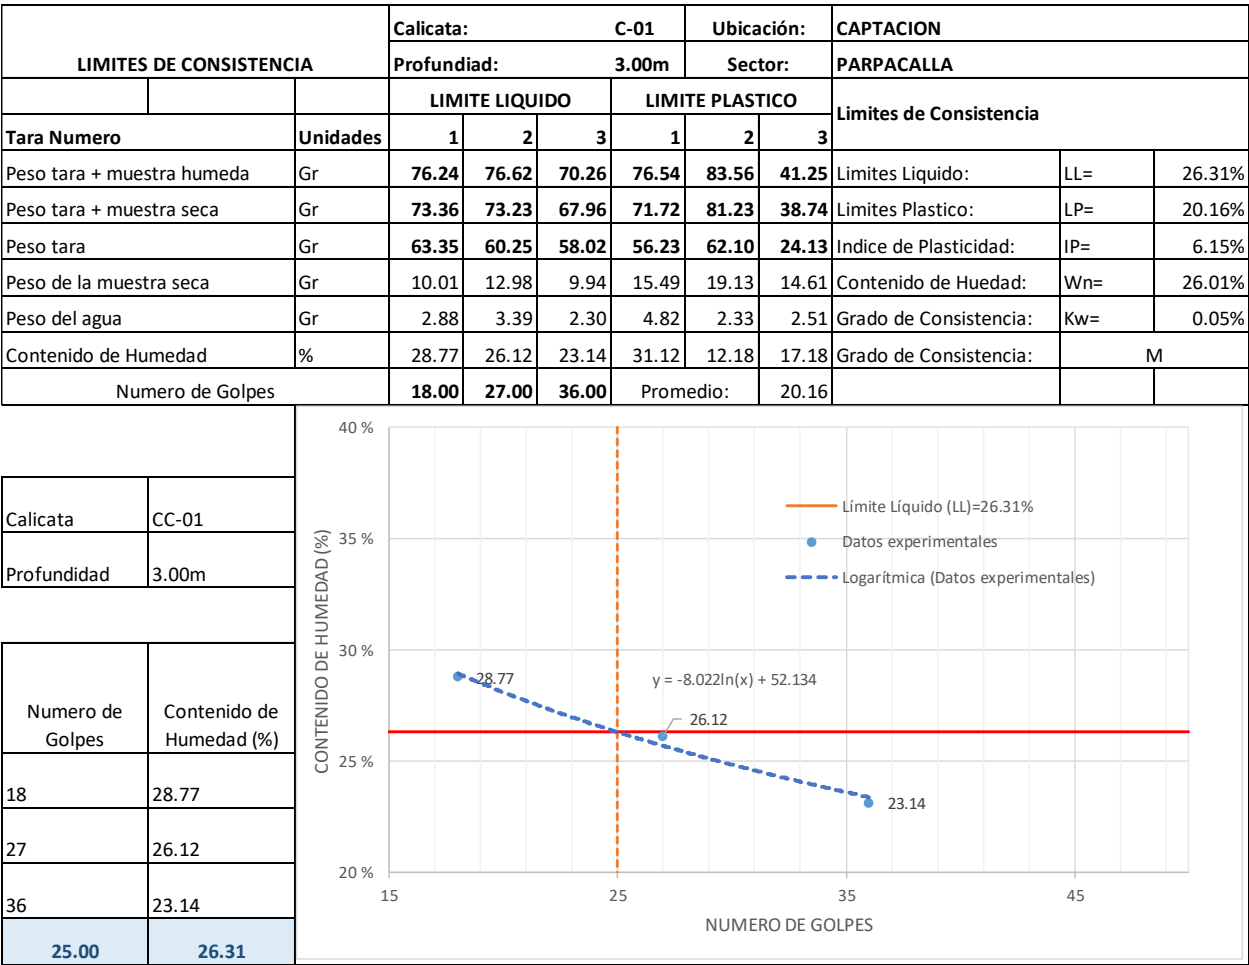 Calicata: C-01 Ubicación: CAPTACION
LIMITES DE CONSISTENCIA Profundiad: 3.00m Sector: PARPACALLA
LIMITE LIQUIDO LIMITE PLASTICO Limites de Consistencia
Tara Numero Unidades 1 2 3 1 2 3
Peso tara + muestra humeda Gr 76.24 76.62 70.26 76.54 83.56 41.25 Limites Liquido: LL= 26.31%
Peso tara + muestra seca Gr 73.36 73.23 67.96 71.72 81.23 38.74 Limites Plastico: LP= 20.16%
Peso tara Gr 63.35 60.25 58.02 56.23 62.10 24.13 Indice de Plasticidad: IP= 6.15%
Peso de la muestra seca Gr 10.01 12.98 9.94 15.49 19.13 14.61 Contenido de Huedad: Wn= 26.01%
Peso del agua Gr 2.88 3.39 2.30 4.82 2.33 2.51 Grado de Consistencia: Kw= 0.05%
Contenido de Humedad % 28.77 26.12 23.14 31.12 12.18 17.18 Grado de Consistencia: M
Numero de Golpes 18.00 27.00 36.00 Promedio: 20.16
Calicata CC-01
Profundidad 3.00m
Numero de Golpes Contenido de Humedad (%)
18 28.77
27 26.12
36 23.14
25.00 26.31
40 %
35 %
30 %
25 %
20 %
CONTENIDO DE HUMEDAD (%)
Límite Líquido (LL)=26.31%
Datos experimentales
Logarítmica (Datos experimentales)
28.77
y = -8.022ln(x) + 52.134
26.12
23.14
15 25 35 45
NUMERO DE GOLPES